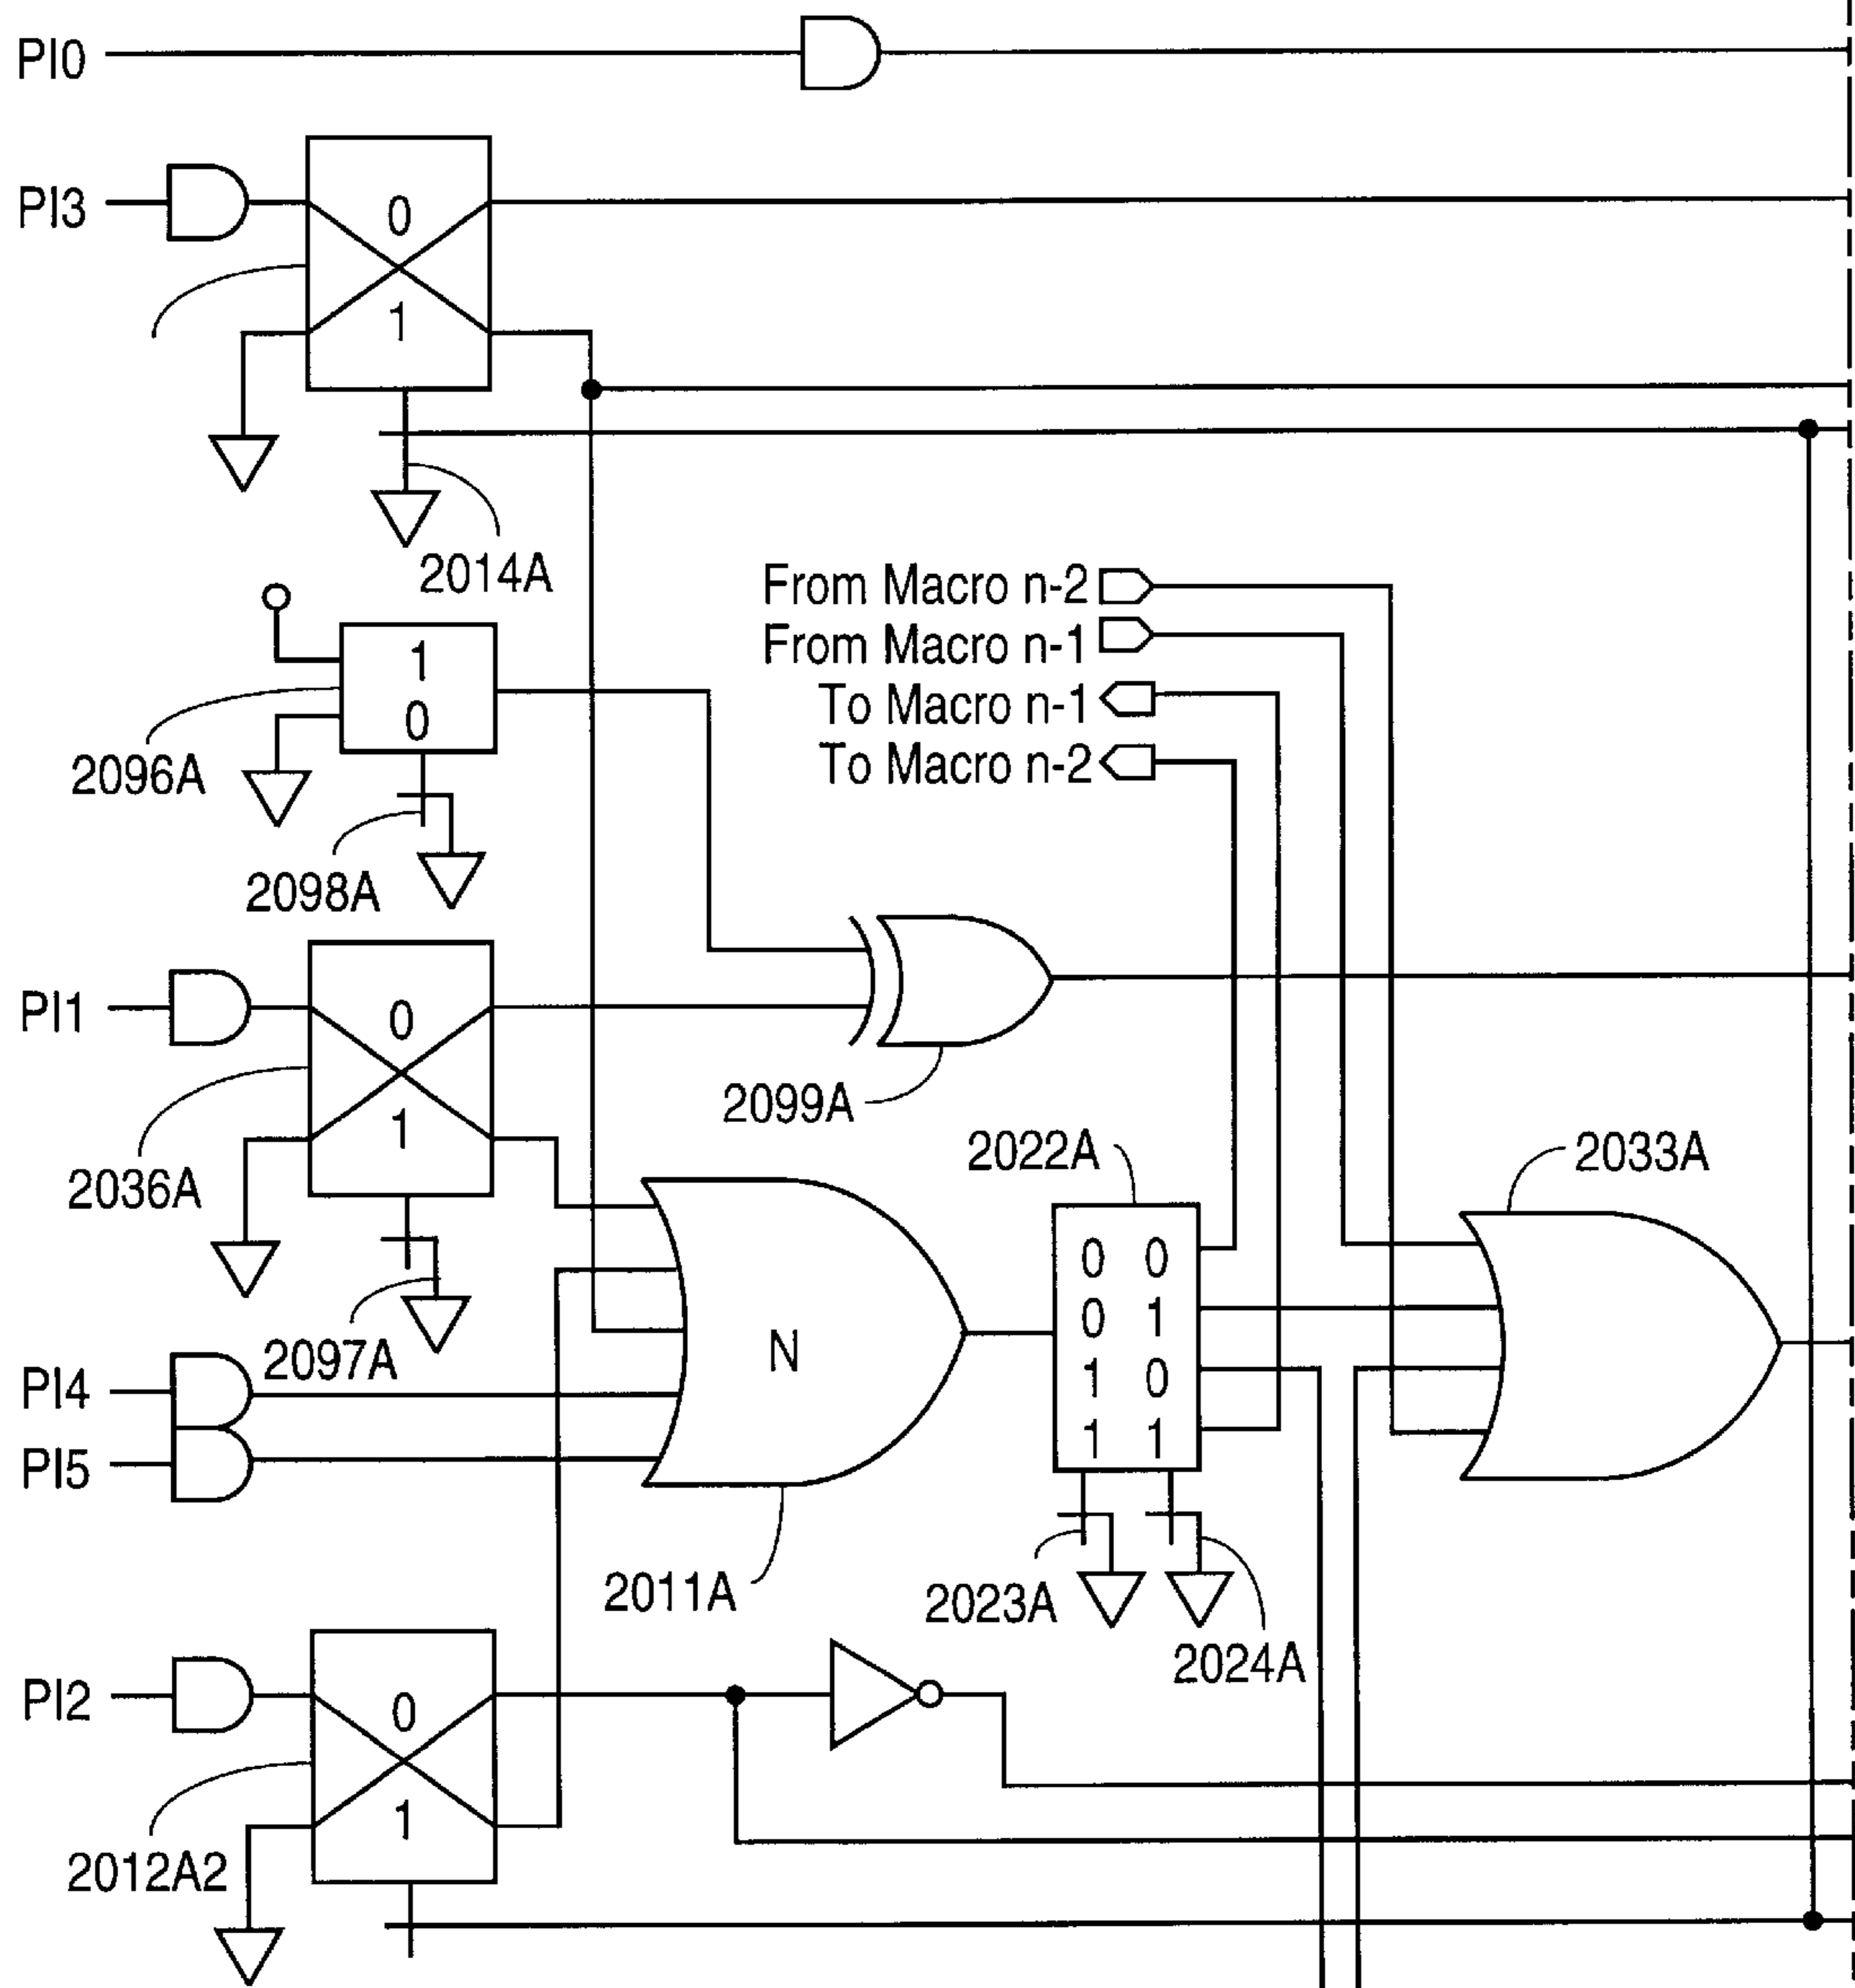 PI0
PI3
0
1
2014A
From Macro n-2
From Macro n-1
To Macro n-1
To Macro n-2
1
0
2096A
2098A
PI1
0
1
2036A
2099A
2097A
2022A
2033A
0 0
0 1
1 0
1 1
N
PI4
PI5
2011A
2023A
2024A
PI2
0
1
2012A2